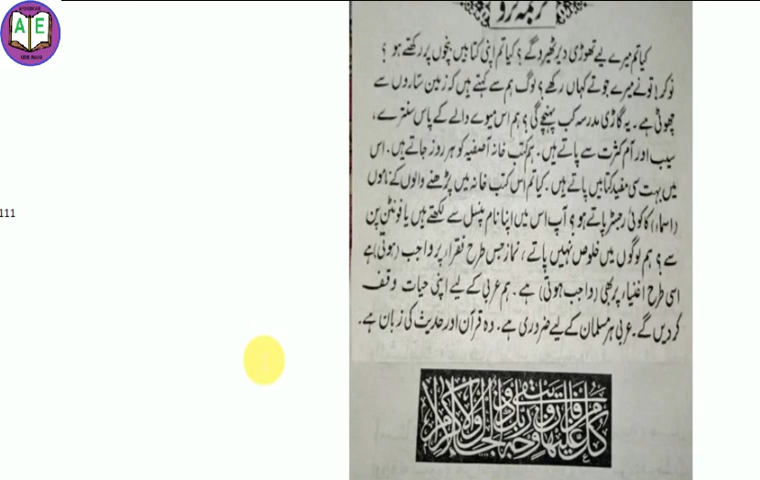 A E
111
ترجمہ کرو
کیا تم میرے لیے تھوڑی دیر ٹھیرو گے ؟ کیا تم اپنی کتابیں بنچوں پر رکھتے ہو ؟
نوکر! تو نے میرے جوتے کہاں رکھے ؟ لوگ ہم سے کہتے ہیں کہ زمین ستاروں سے
چھوٹی ہے۔ یہ گاڑی مدرسہ کب پہنچے گی ؟ ہم اس میوے والے کے پاس سنترے ،
سیب اور آم کثرت سے پاتے ہیں۔ ہم کتب خانہ آصفیہ کو ہر روز جاتے ہیں۔ اس
میں بہت سی مفید کتابیں پاتے ہیں۔ کیا تم اس کتب خانہ میں پڑھنے والوں کے ناموں
(اسماء) کا کوئی رجسٹر پاتے ہو ؟ آپ اس میں اپنا نام پنسل سے لکھتے ہیں یا فونٹن پن
سے ؟ ہم لوگوں میں خلوص نہیں پاتے ، نماز جس طرح فقراء پر واجب (ہوتی) ہے
اسی طرح اغنیاء پر بھی (واجب ہوتی) ہے۔ ہم عربی کے لیے اپنی حیات وقف
کر دیں گے۔ عربی ہر مسلمان کے لیے ضروری ہے۔ وہ قرآن اور حدیث کی زبان ہے۔
كل من عليها فان ويبقى وجه ربك ذو الجلال والاكرام